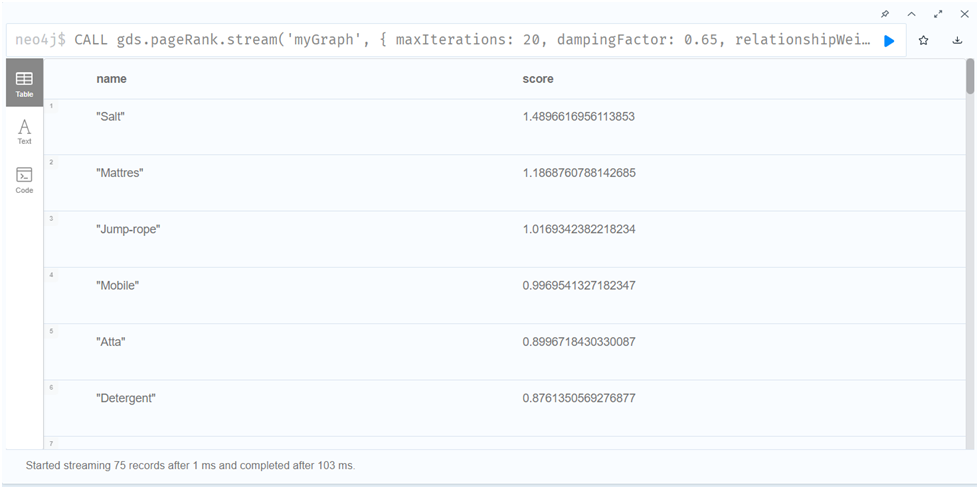 neo4j$ CALL gds.pageRank.stream('myGraph', { maxIterations: 20, dampingFactor: 0.65, relationshipWei…
Table
Text
Code
name score
1 "Salt" 1.4896616956113853
2 "Mattres" 1.1868760788142685
3 "Jump-rope" 1.0169342382218234
4 "Mobile" 0.9969541327182347
5 "Atta" 0.8996718430330087
6 "Detergent" 0.8761350569276877
7
Started streaming 75 records after 1 ms and completed after 103 ms.